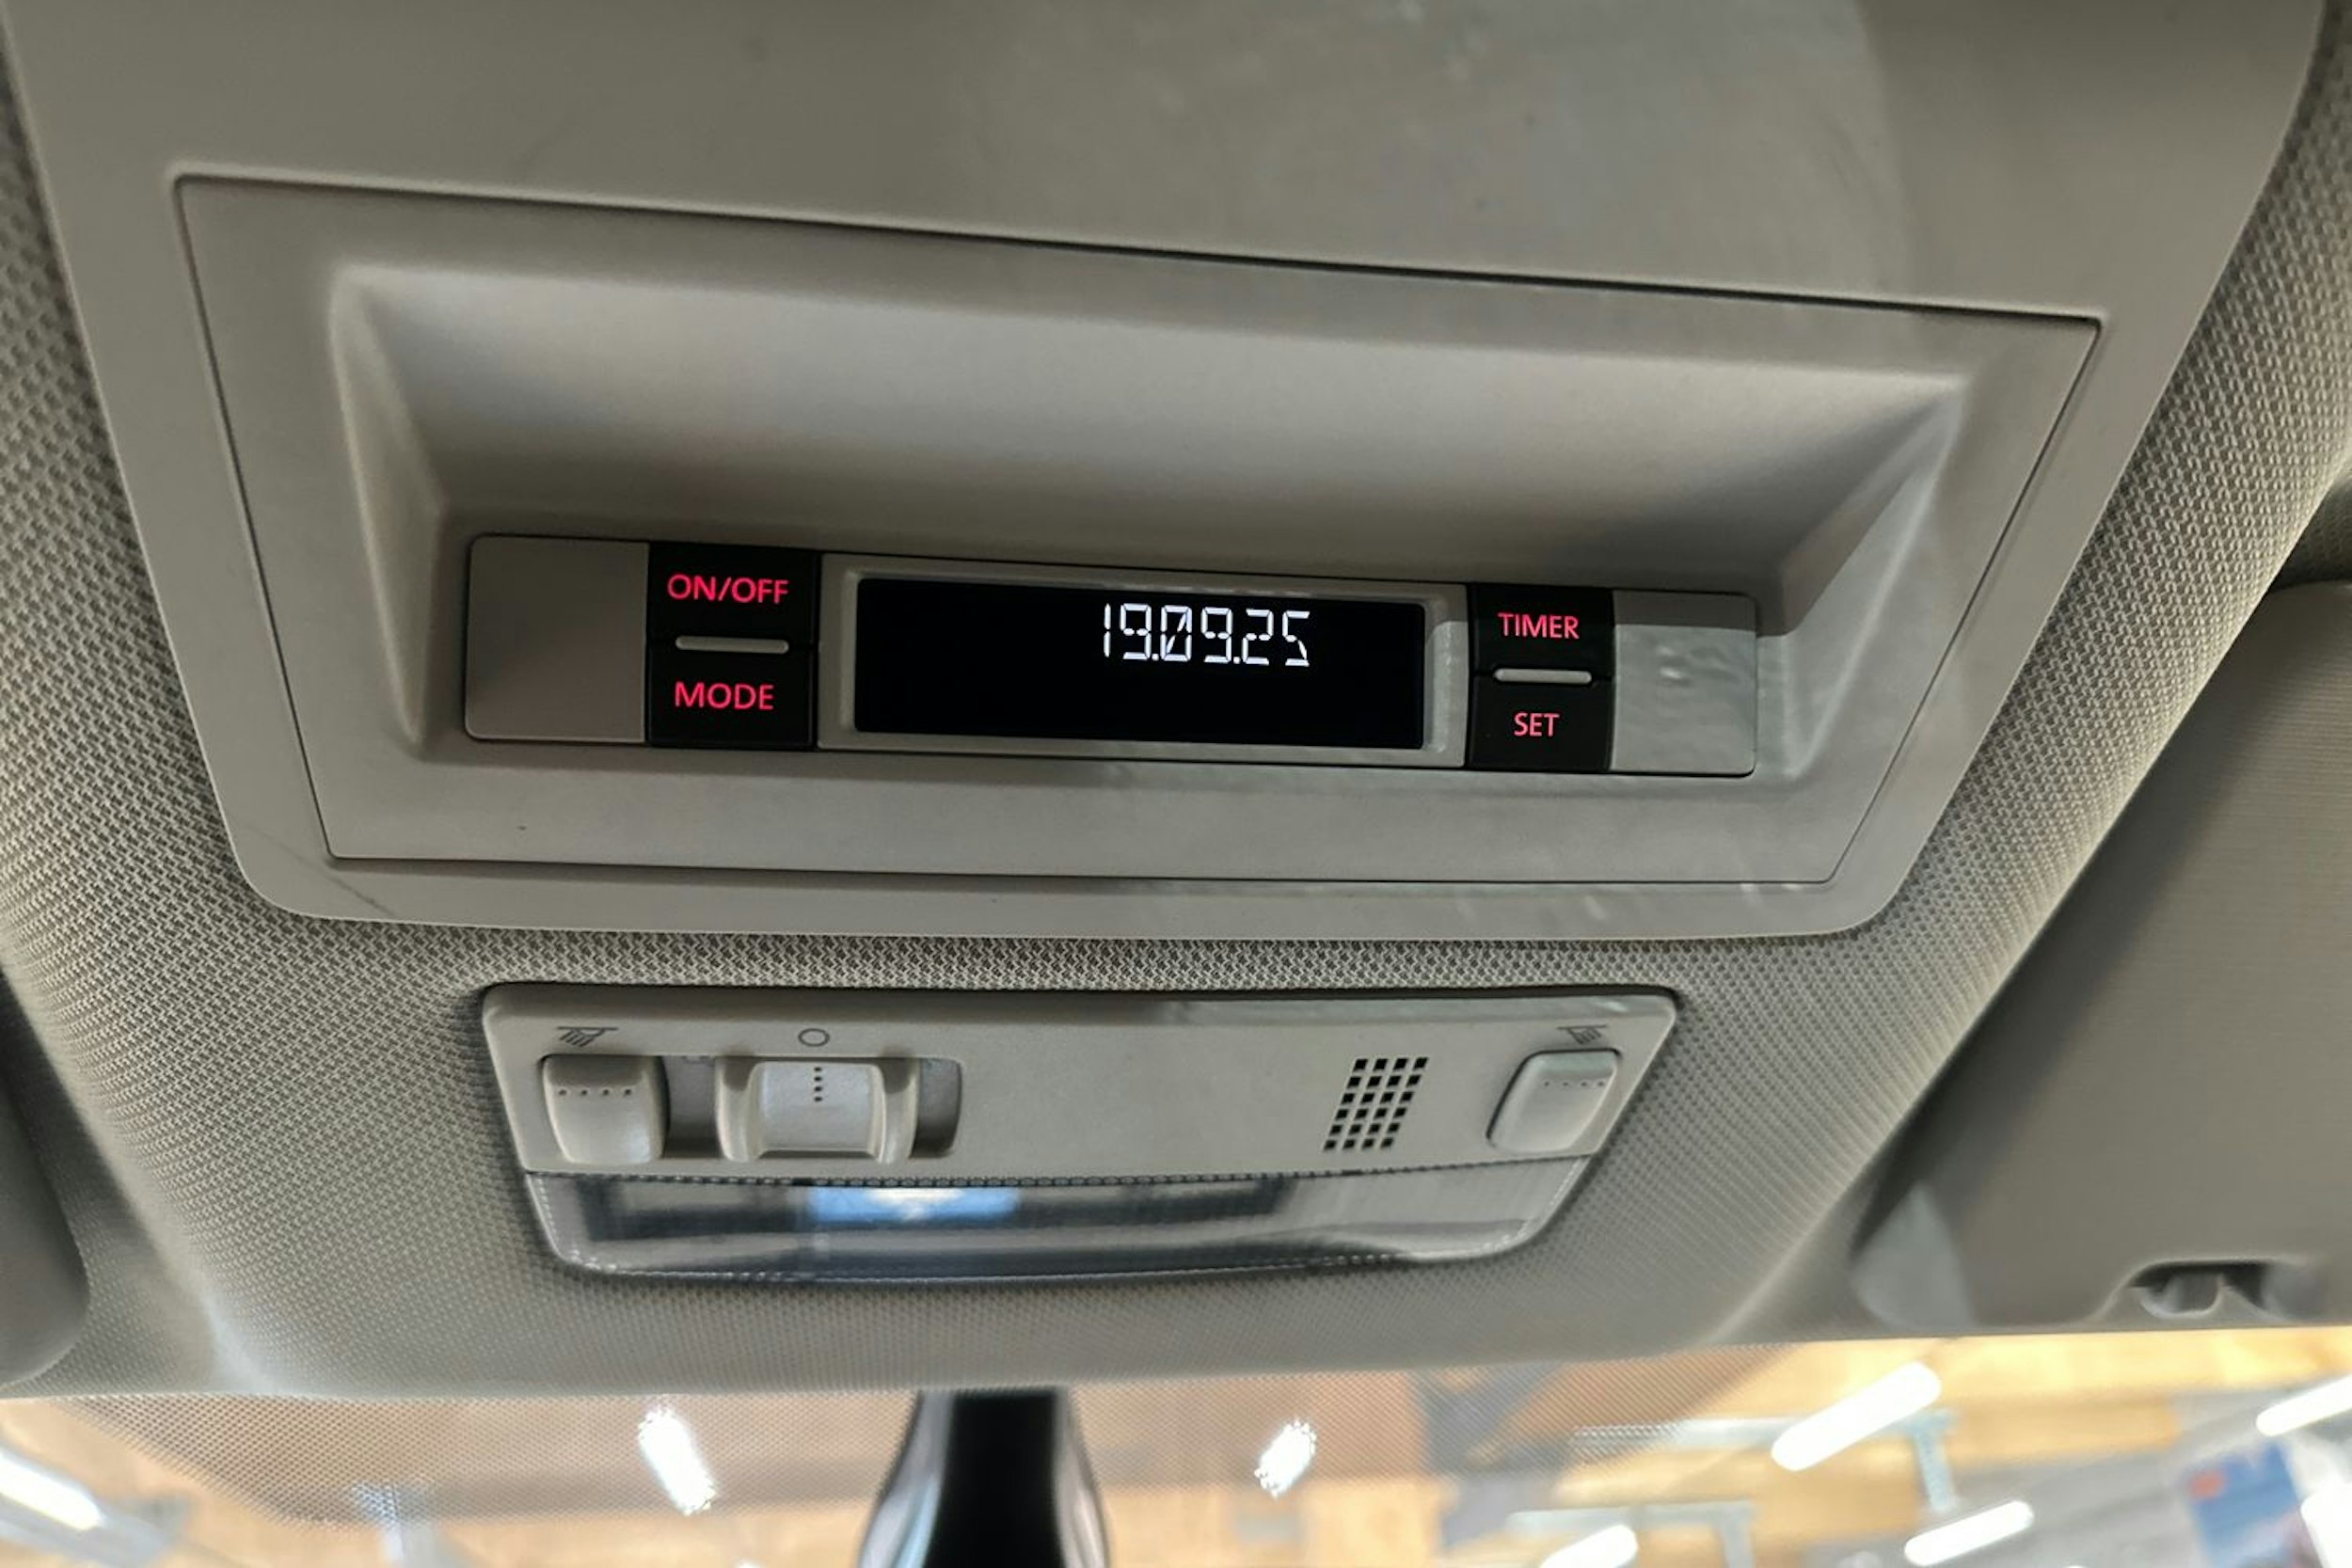 ON/OFF
19.09.25
TIMER
MODE
SET